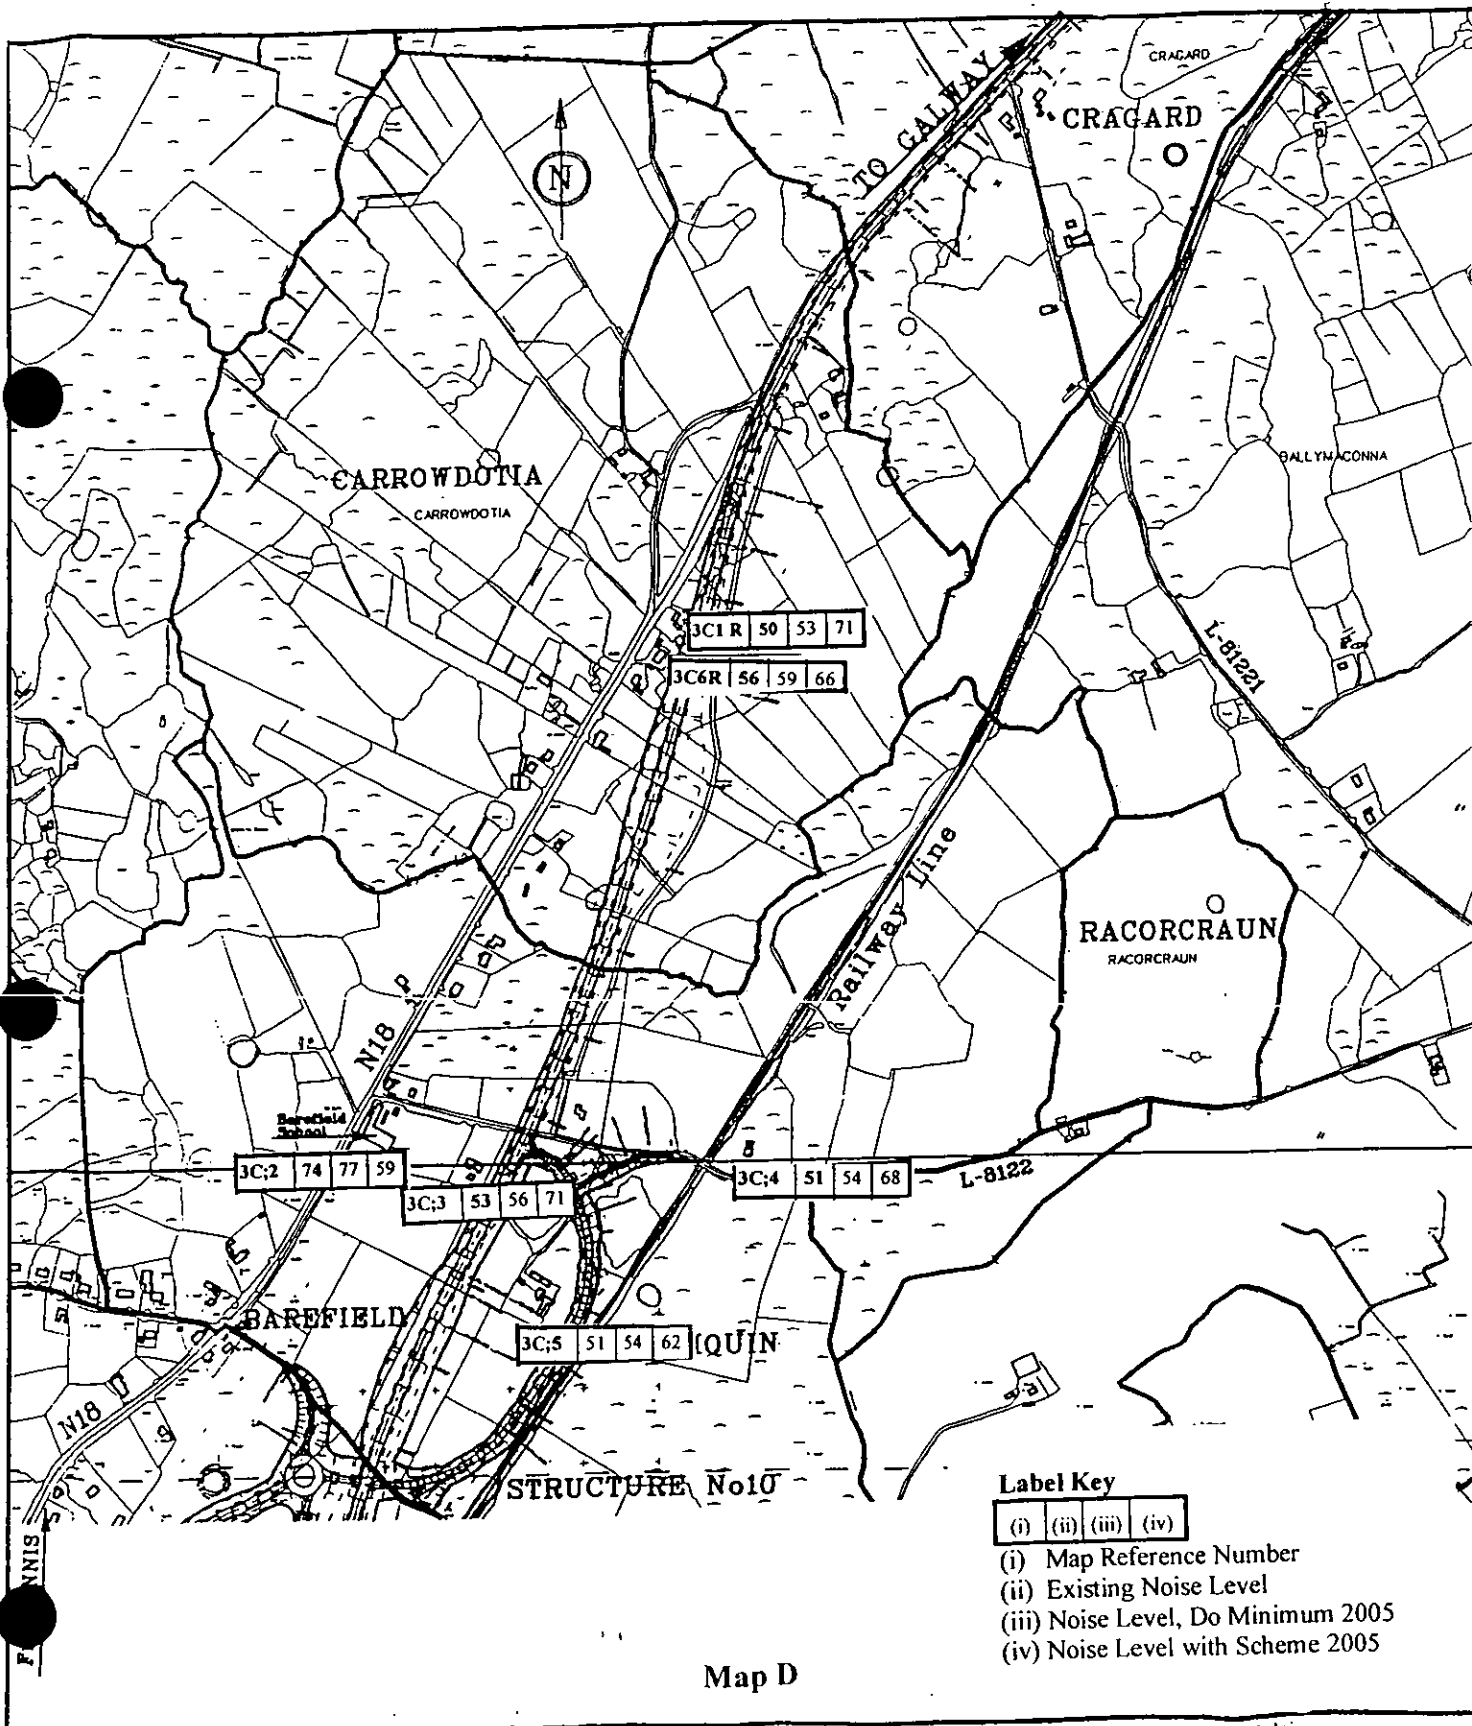 CRAGARD
TO GALWAY
CRAGARD
N
CARROWDOTIA
CARROWDOTIA
BALLYMACONNA
3C1 R 50 53 71
3C6R 56 59 66
L-81221
Railway Line
RACORCRAUN
RACORCRAUN
N18 P
Barefield
School
3C;2 74 77 59
3C;3 53 56 71
3C;4 51 54 68
L-8122
BAREFIELD
3C;5 51 54 62 IQUIN
N18
STRUCTURE No10
NNIS
Label Key
(i) (ii) (iii) (iv)
(i) Map Reference Number
(ii) Existing Noise Level
(iii) Noise Level, Do Minimum 2005
(iv) Noise Level with Scheme 2005
Map D